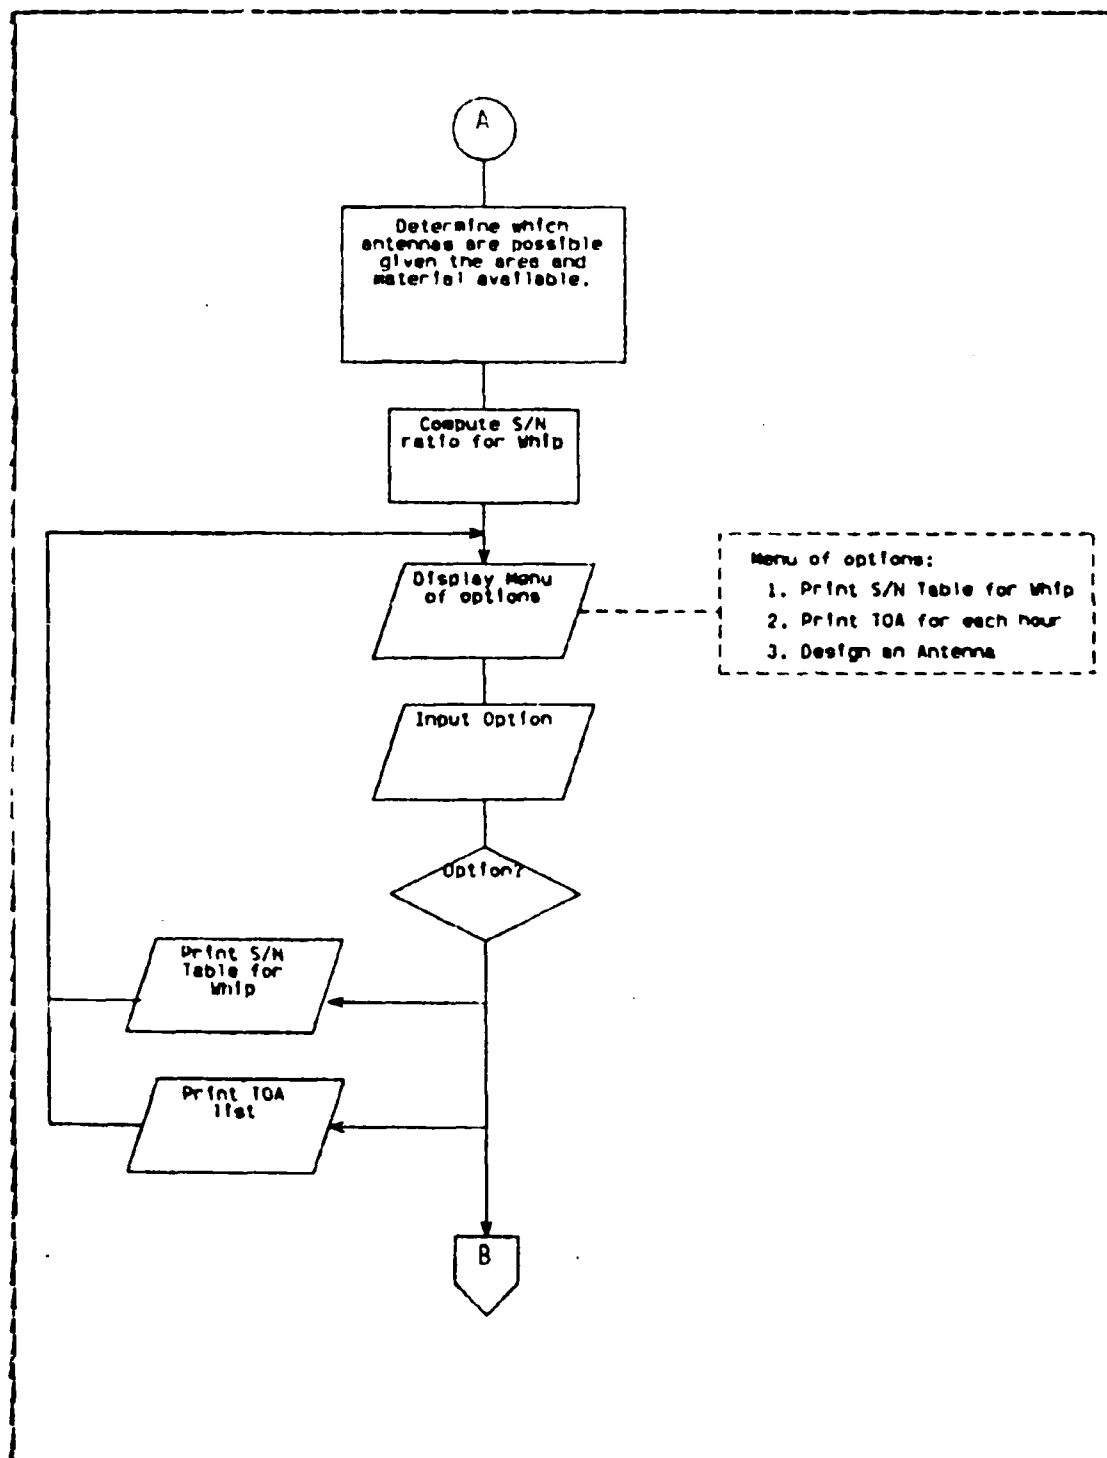 A
Determine which
antennas are possible
given the area and
material available.
Compute S/N
ratio for Whip
Display Menu
of options
Menu of options:
1. Print S/N Table for Whip
2. Print TOA for each hour
3. Design an Antenna
Input Option
Option?
Print S/N
Table for
Whip
Print TOA
list
B